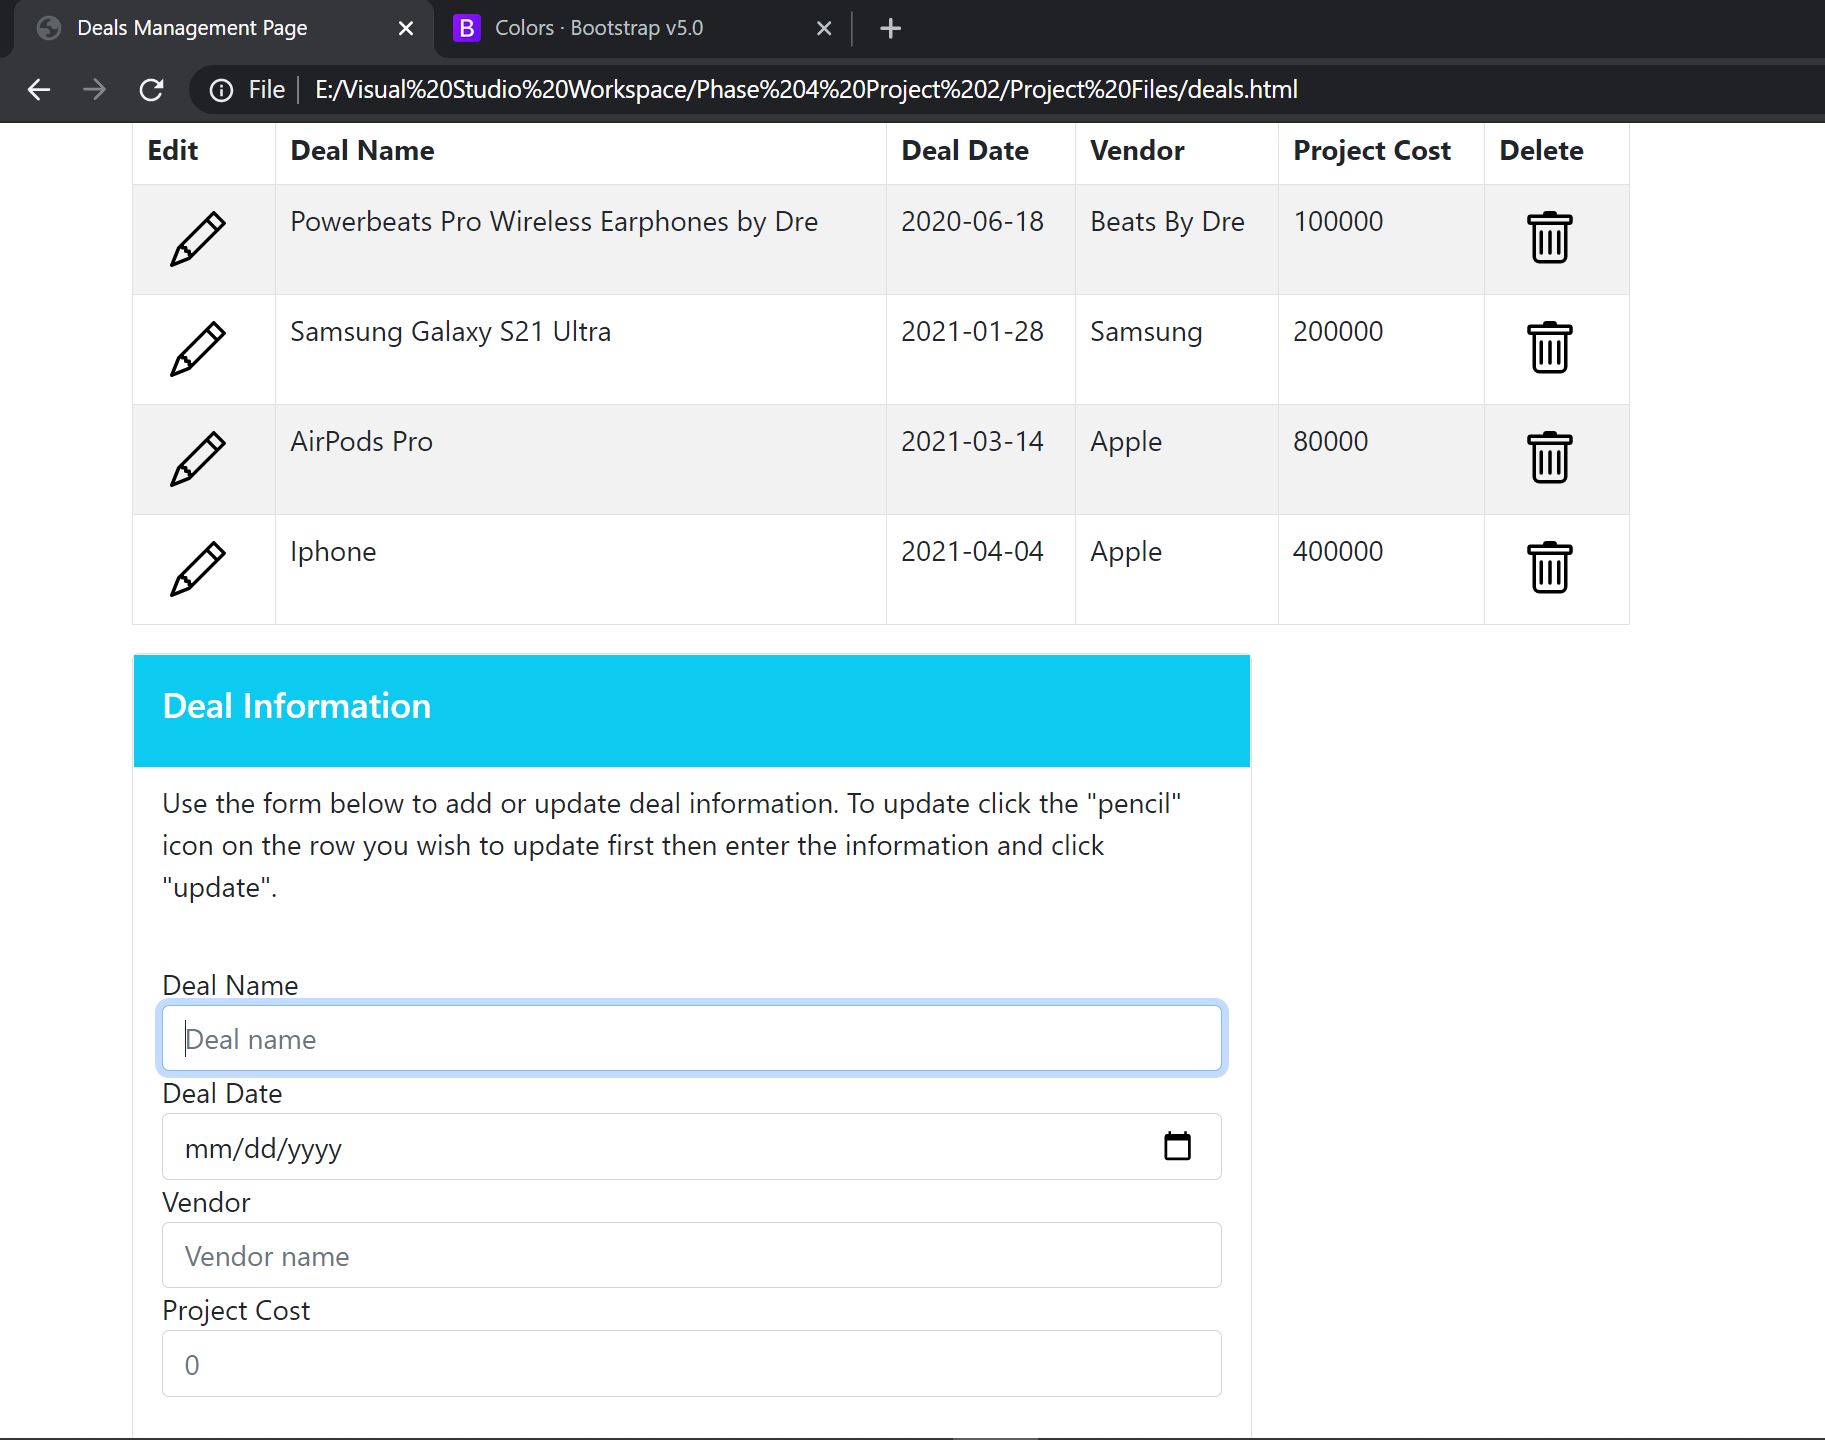 Deals Management Page
B Colors · Bootstrap v5.0
File E:/Visual%20Studio%20Workspace/Phase%204%20Project%202/Project%20Files/deals.html
Edit Deal Name Deal Date Vendor Project Cost Delete
Powerbeats Pro Wireless Earphones by Dre 2020-06-18 Beats By Dre 100000
Samsung Galaxy S21 Ultra 2021-01-28 Samsung 200000
AirPods Pro 2021-03-14 Apple 80000
Iphone 2021-04-04 Apple 400000
Deal Information
Use the form below to add or update deal information. To update click the "pencil"
icon on the row you wish to update first then enter the information and click
"update".
Deal Name
Deal name
Deal Date
mm/dd/yyyy
Vendor
Vendor name
Project Cost
0